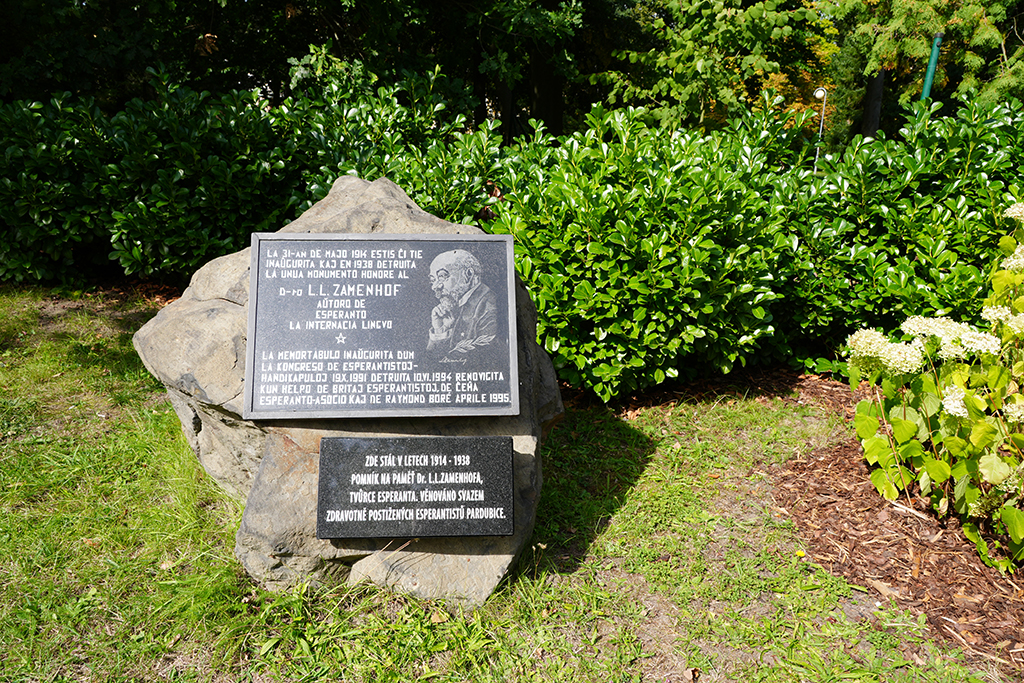 LA 31-AN DE MAJO 1914 ESTIS ĈI TIE
INAŬGURITA KAJ EN 1938 DETRUITA
LA UNUA MONUMENTO HONORE AL
D-ro L.L. ZAMENHOF
AŬTORO DE
ESPERANTO
LA INTERNACIA LINGVO
LA MEMORTABULO INAŬGURITA DUM
LA KONGRESO DE ESPERANTISTOJ-
HANDIKAPULOJ 19.X.1991 DETRUITA 10.VI.1994 RENOVIGITA
KUN HELPO DE BRITAJ ESPERANTISTOJ, DE ĈEĤA
ESPERANTO-ASOCIO KAJ DE RAYMOND BORÉ APRILE 1995.
ZDE STÁL V LETECH 1914 - 1938
POMNÍK NA PAMĚŤ Dr. L.L.ZAMENHOFA,
TVŮRCE ESPERANTA. VĚNOVÁNO SVAZEM
ZDRAVOTNĚ POSTIŽENÝCH ESPERANTISTŮ PARDUBICE.